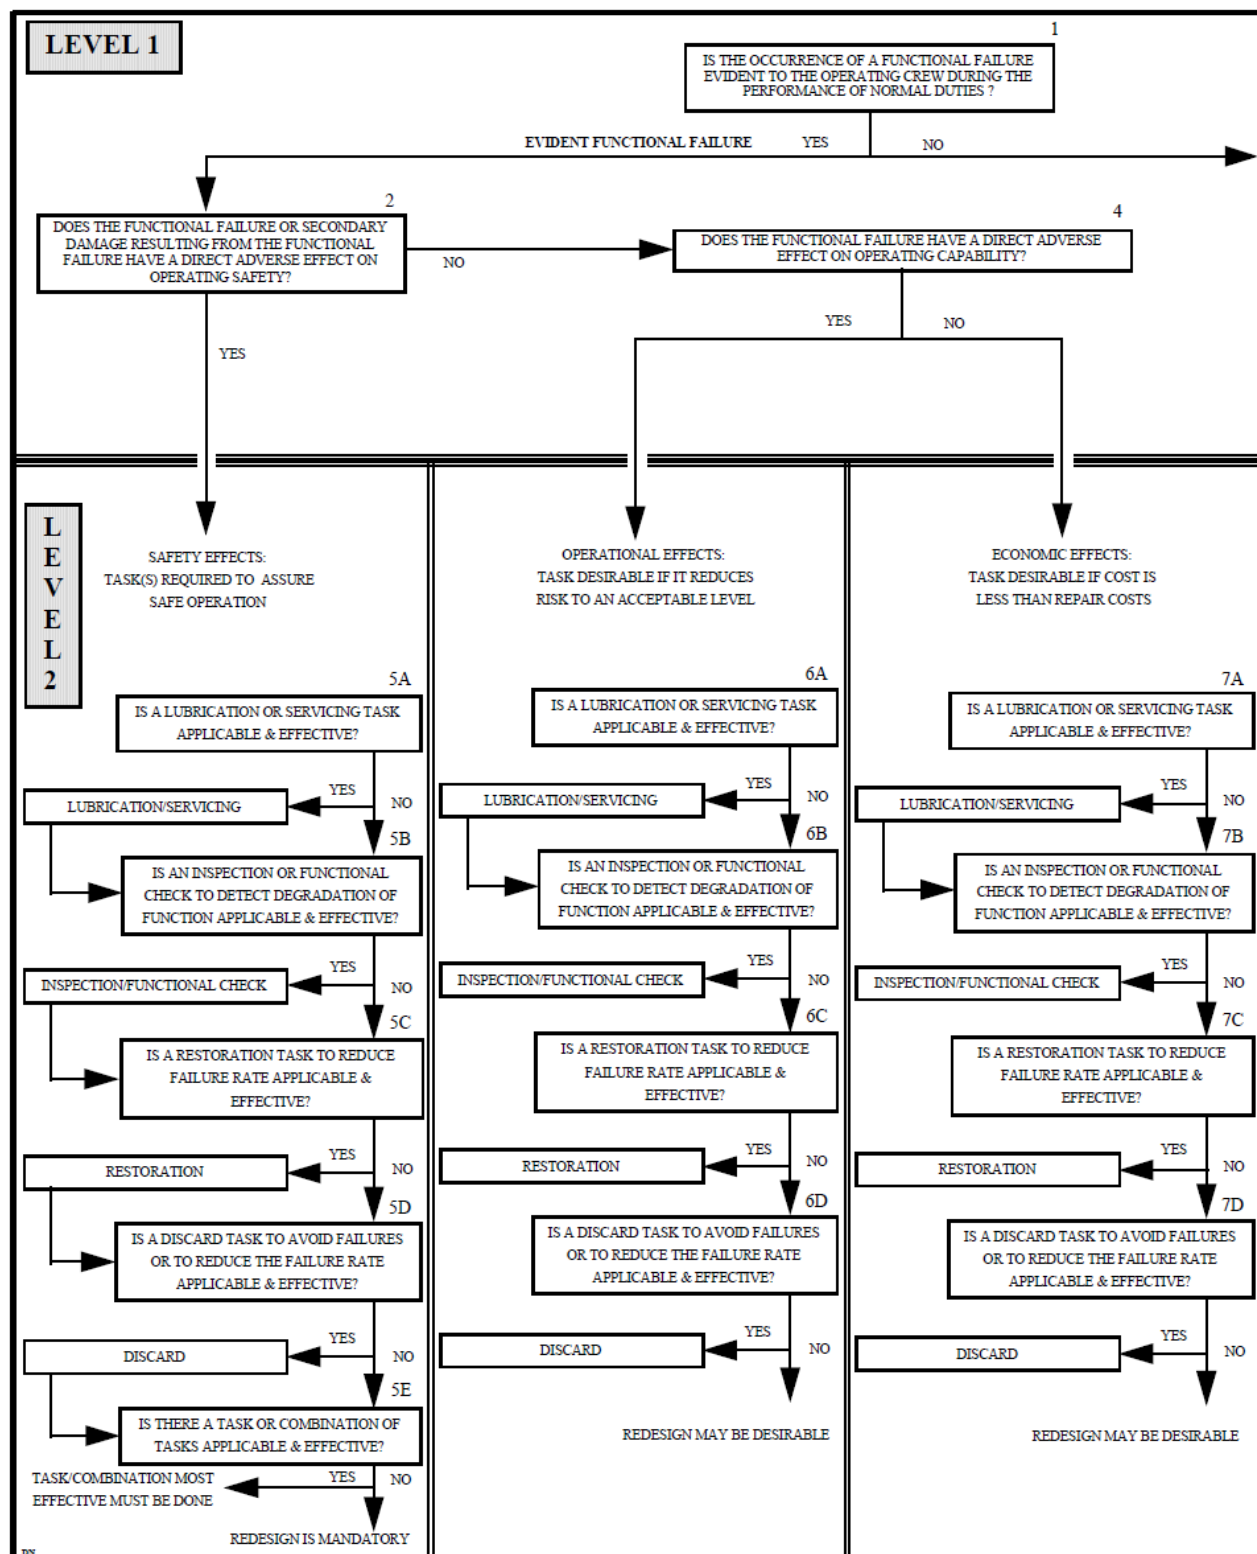 LEVEL 1
1
IS THE OCCURRENCE OF A FUNCTIONAL FAILURE
EVIDENT TO THE OPERATING CREW DURING THE
PERFORMANCE OF NORMAL DUTIES ?
EVIDENT FUNCTIONAL FAILURE
YES
NO
2
DOES THE FUNCTIONAL FAILURE OR SECONDARY
DAMAGE RESULTING FROM THE FUNCTIONAL
FAILURE HAVE A DIRECT ADVERSE EFFECT ON
OPERATING SAFETY?
NO
4
DOES THE FUNCTIONAL FAILURE HAVE A DIRECT ADVERSE
EFFECT ON OPERATING CAPABILITY?
YES
YES
NO
L
E
V
E
L
2
SAFETY EFFECTS:
TASK(S) REQUIRED TO ASSURE
SAFE OPERATION
5A
IS A LUBRICATION OR SERVICING TASK
APPLICABLE & EFFECTIVE?
YES
NO
LUBRICATION/SERVICING
5B
IS AN INSPECTION OR FUNCTIONAL
CHECK TO DETECT DEGRADATION OF
FUNCTION APPLICABLE & EFFECTIVE?
YES
NO
INSPECTION/FUNCTIONAL CHECK
5C
IS A RESTORATION TASK TO REDUCE
FAILURE RATE APPLICABLE &
EFFECTIVE?
YES
NO
RESTORATION
5D
IS A DISCARD TASK TO AVOID FAILURES
OR TO REDUCE THE FAILURE RATE
APPLICABLE & EFFECTIVE?
YES
NO
DISCARD
5E
IS THERE A TASK OR COMBINATION OF
TASKS APPLICABLE & EFFECTIVE?
YES
NO
TASK/COMBINATION MOST
EFFECTIVE MUST BE DONE
REDESIGN IS MANDATORY
OPERATIONAL EFFECTS:
TASK DESIRABLE IF IT REDUCES
RISK TO AN ACCEPTABLE LEVEL
6A
IS A LUBRICATION OR SERVICING TASK
APPLICABLE & EFFECTIVE?
YES
NO
LUBRICATION/SERVICING
6B
IS AN INSPECTION OR FUNCTIONAL
CHECK TO DETECT DEGRADATION OF
FUNCTION APPLICABLE & EFFECTIVE?
YES
NO
INSPECTION/FUNCTIONAL CHECK
6C
IS A RESTORATION TASK TO REDUCE
FAILURE RATE APPLICABLE &
EFFECTIVE?
YES
NO
RESTORATION
6D
IS A DISCARD TASK TO AVOID FAILURES
OR TO REDUCE THE FAILURE RATE
APPLICABLE & EFFECTIVE?
YES
NO
DISCARD
REDESIGN MAY BE DESIRABLE
ECONOMIC EFFECTS:
TASK DESIRABLE IF COST IS
LESS THAN REPAIR COSTS
7A
IS A LUBRICATION OR SERVICING TASK
APPLICABLE & EFFECTIVE?
YES
NO
LUBRICATION/SERVICING
7B
IS AN INSPECTION OR FUNCTIONAL
CHECK TO DETECT DEGRADATION OF
FUNCTION APPLICABLE & EFFECTIVE?
YES
NO
INSPECTION/FUNCTIONAL CHECK
7C
IS A RESTORATION TASK TO REDUCE
FAILURE RATE APPLICABLE &
EFFECTIVE?
YES
NO
RESTORATION
7D
IS A DISCARD TASK TO AVOID FAILURES
OR TO REDUCE THE FAILURE RATE
APPLICABLE & EFFECTIVE?
YES
NO
DISCARD
REDESIGN MAY BE DESIRABLE